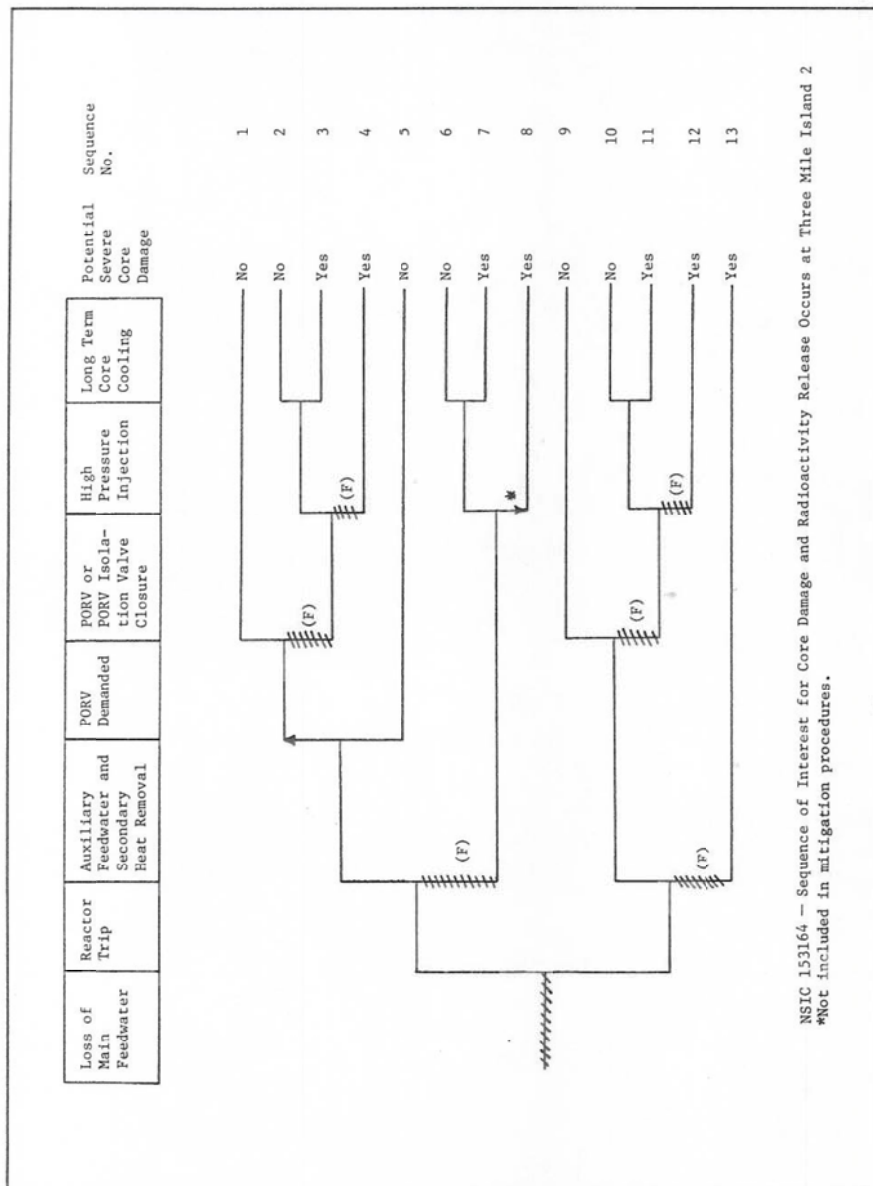 Loss of
Main
Feedwater
Reactor
Trip
Auxiliary
Feedwater and
Secondary
Heat Removal
PORV
Demanded
PORV or
PORV Isola-
tion Valve
Closure
High
Pressure
Injection
Long Term
Core
Cooling
Potential
Severe
Core
Damage
Sequence
No.
No 1
No 2
Yes 3
Yes 4
No 5
No 6
Yes 7
Yes 8
No 9
No 10
Yes 11
Yes 12
Yes 13
(F)
(F)
(F)
*
(F)
(F)
(F)
NSIC 153164 — Sequence of Interest for Core Damage and Radioactivity Release Occurs at Three Mile Island 2
*Not included in mitigation procedures.